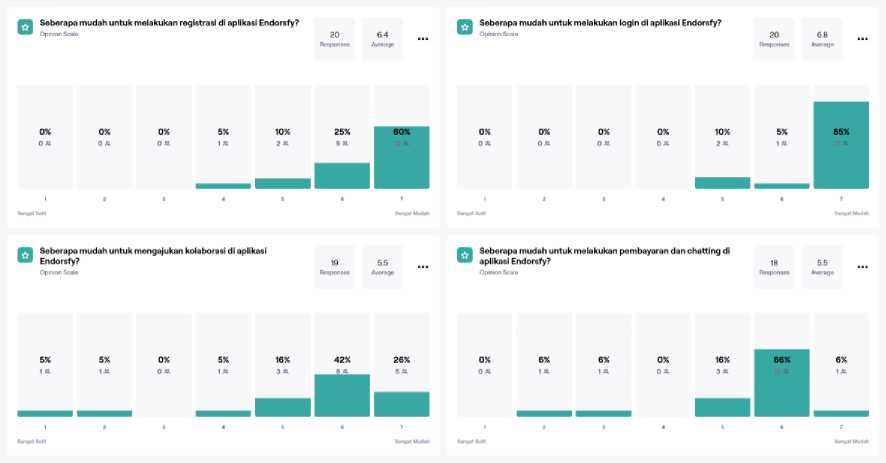 Seberapa mudah untuk melakukan registrasi di aplikasi Endorsfy?
Opinion Scale
20
Responses
6.4
Average
0% 0% 0% 5% 10% 25% 60%
0 0 0 1 2 5
1 2 3 4 5 6 7
Sangat Sulit Sangat Mudah
Seberapa mudah untuk melakukan login di aplikasi Endorsfy?
Opinion Scale
20
Responses
6.8
Average
0% 0% 0% 0% 10% 5% 85%
0 0 0 0 2 1
1 2 3 4 5 6 7
Sangat Sulit Sangat Mudah
Seberapa mudah untuk mengajukan kolaborasi di aplikasi
Endorsfy?
Opinion Scale
19
Responses
5.5
Average
5% 5% 0% 5% 16% 42% 26%
1 1 0 1 3 8 5
1 2 3 4 5 6 7
Sangat Sulit Sangat Mudah
Seberapa mudah untuk melakukan pembayaran dan chatting di
aplikasi Endorsfy?
Opinion Scale
18
Responses
5.5
Average
0% 6% 6% 0% 16% 66% 6%
0 1 1 0 3 1
1 2 3 4 5 6 7
Sangat Sulit Sangat Mudah